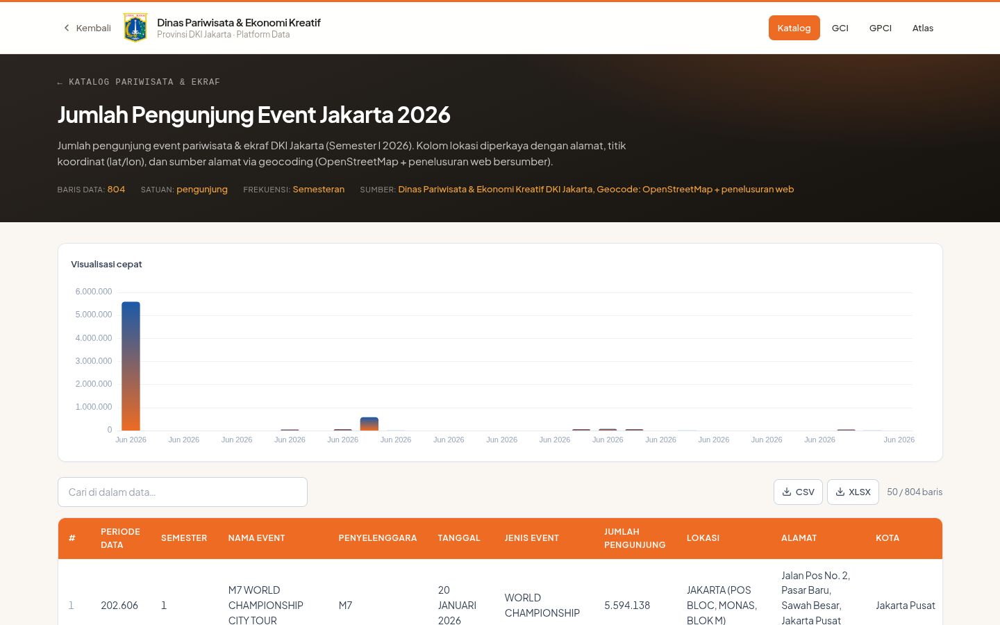 Kembali
JAYA RAYA
Dinas Pariwisata & Ekonomi Kreatif
Provinsi DKI Jakarta · Platform Data
Katalog
GCI
GPCI
Atlas
← KATALOG PARIWISATA & EKRAF
Jumlah Pengunjung Event Jakarta 2026
Jumlah pengunjung event pariwisata & ekraf DKI Jakarta (Semester I 2026). Kolom lokasi diperkaya dengan alamat, titik
koordinat (lat/lon), dan sumber alamat via geocoding (OpenStreetMap + penelusuran web bersumber).
BARIS DATA: 804 SATUAN: pengunjung FREKUENSI: Semesteran SUMBER: Dinas Pariwisata & Ekonomi Kreatif DKI Jakarta, Geocode: OpenStreetMap + penelusuran web
Visualisasi cepat
6.000.000
5.000.000
4.000.000
3.000.000
2.000.000
1.000.000
0
Jun 2026 Jun 2026 Jun 2026 Jun 2026 Jun 2026 Jun 2026 Jun 2026 Jun 2026 Jun 2026 Jun 2026 Jun 2026 Jun 2026 Jun 2026 Jun 2026 Jun 2026
Cari di dalam data…
CSV
XLSX
50 / 804 baris
#
PERIODE
DATA
SEMESTER
NAMA EVENT
PENYELENGGARA
TANGGAL
JENIS EVENT
JUMLAH
PENGUNJUNG
LOKASI
ALAMAT
KOTA
1
202.606
1
M7 WORLD
CHAMPIONSHIP
CITY TOUR
M7
20
JANUARI
2026
WORLD
CHAMPIONSHIP
5.594.138
JAKARTA (POS
BLOC, MONAS,
BLOK M)
Jalan Pos No. 2,
Pasar Baru,
Sawah Besar,
Jakarta Pusat
Jakarta Pusat